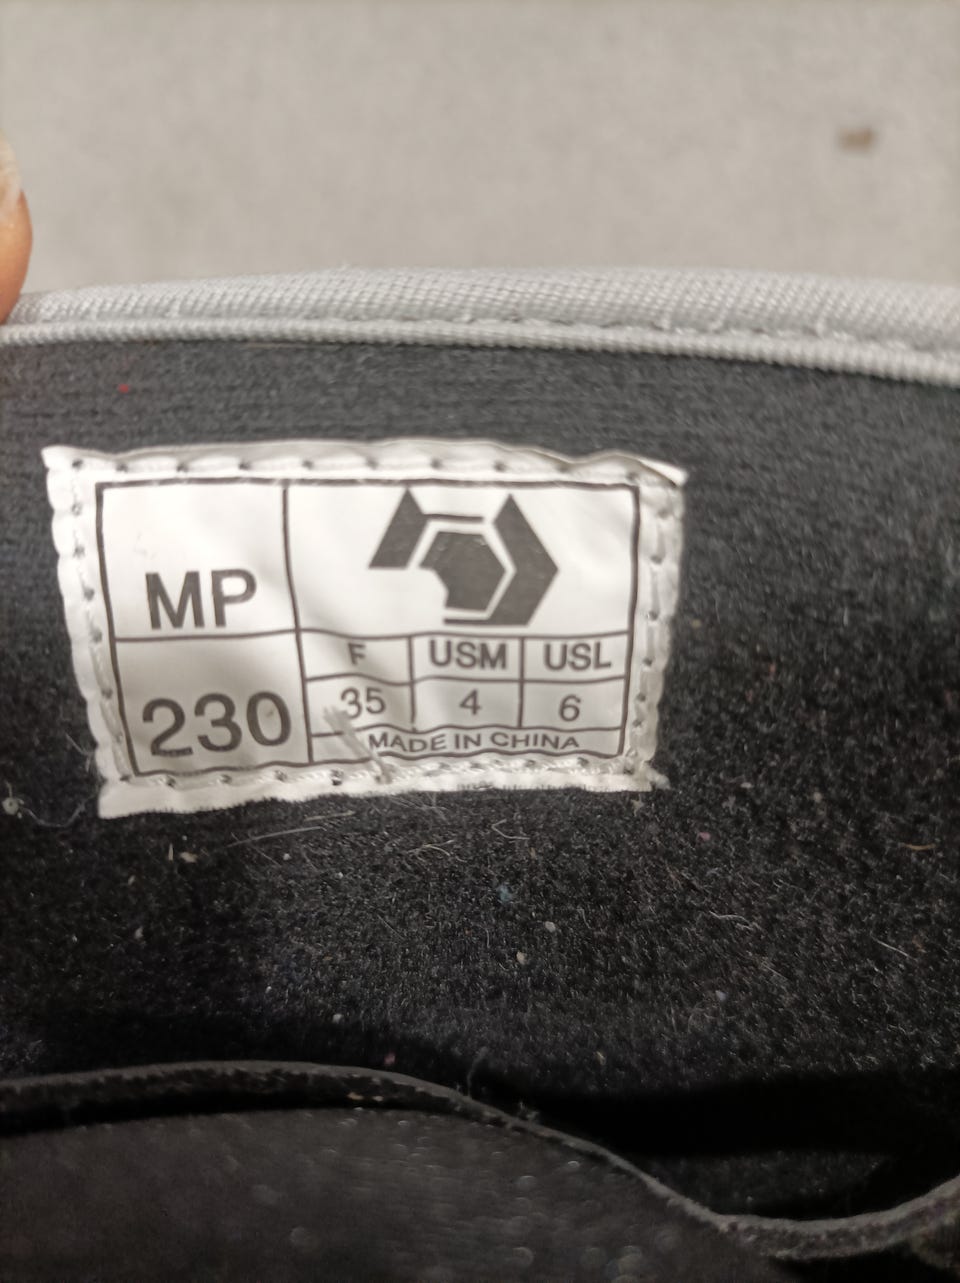 MP
230
F USM USL
35 4 6
MADE IN CHINA